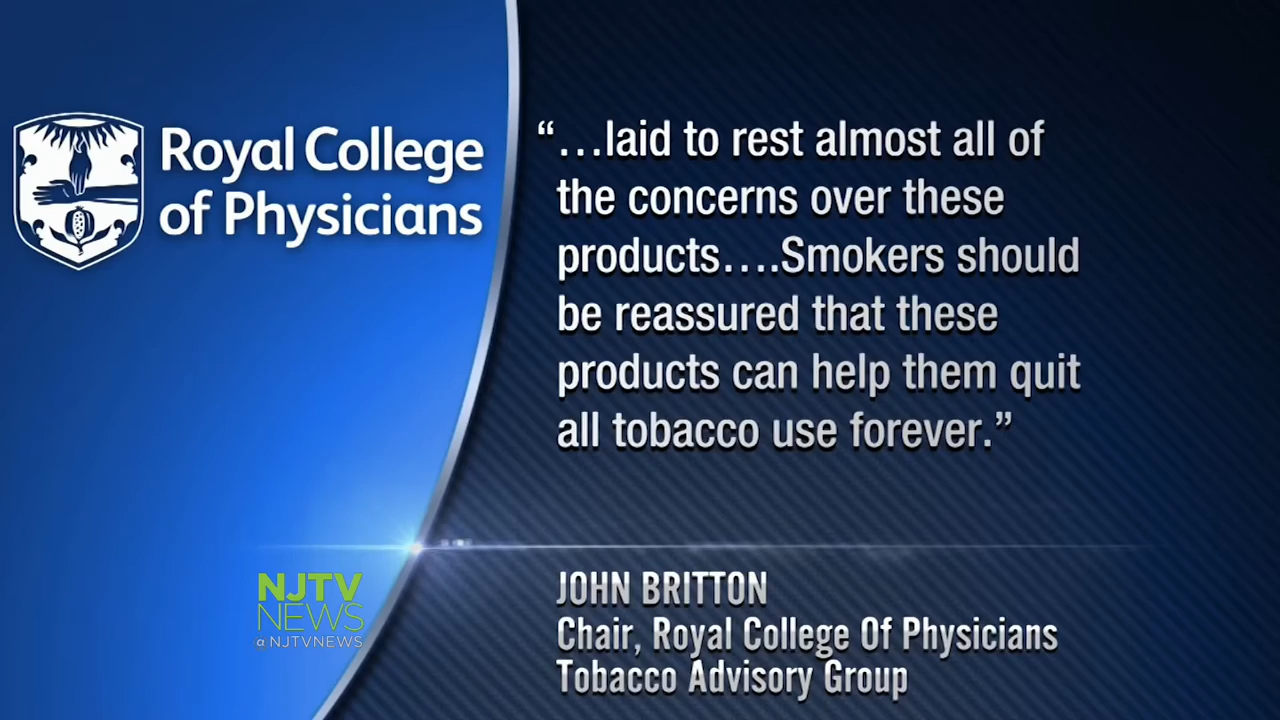 Royal College
of Physicians
“…laid to rest almost all of
the concerns over these
products….Smokers should
be reassured that these
products can help them quit
all tobacco use forever.”
NJTV
NEWS
@NJTVNEWS
JOHN BRITTON
Chair, Royal College Of Physicians
Tobacco Advisory Group